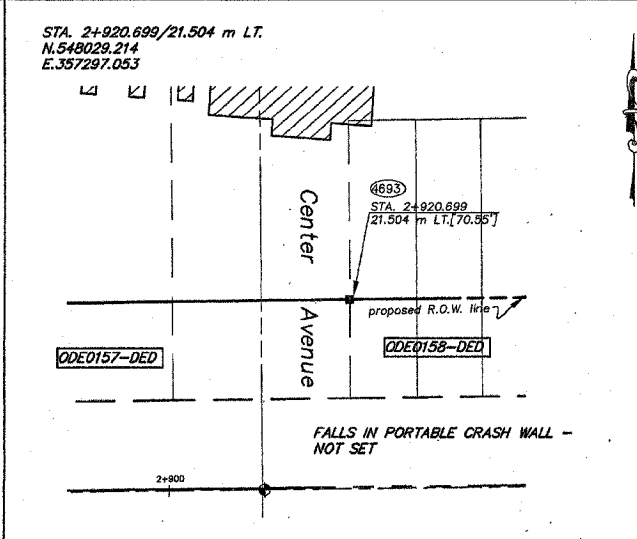 STA. 2+920.699/21.504 m LT.
N.548029.214
E.357297.053
4693
STA. 2+920.699
21.504 m LT.[70.55']
Center Avenue
proposed R.O.W. line
ODE0157-DED
ODE0158-DED
FALLS IN PORTABLE CRASH WALL -
NOT SET
2+900